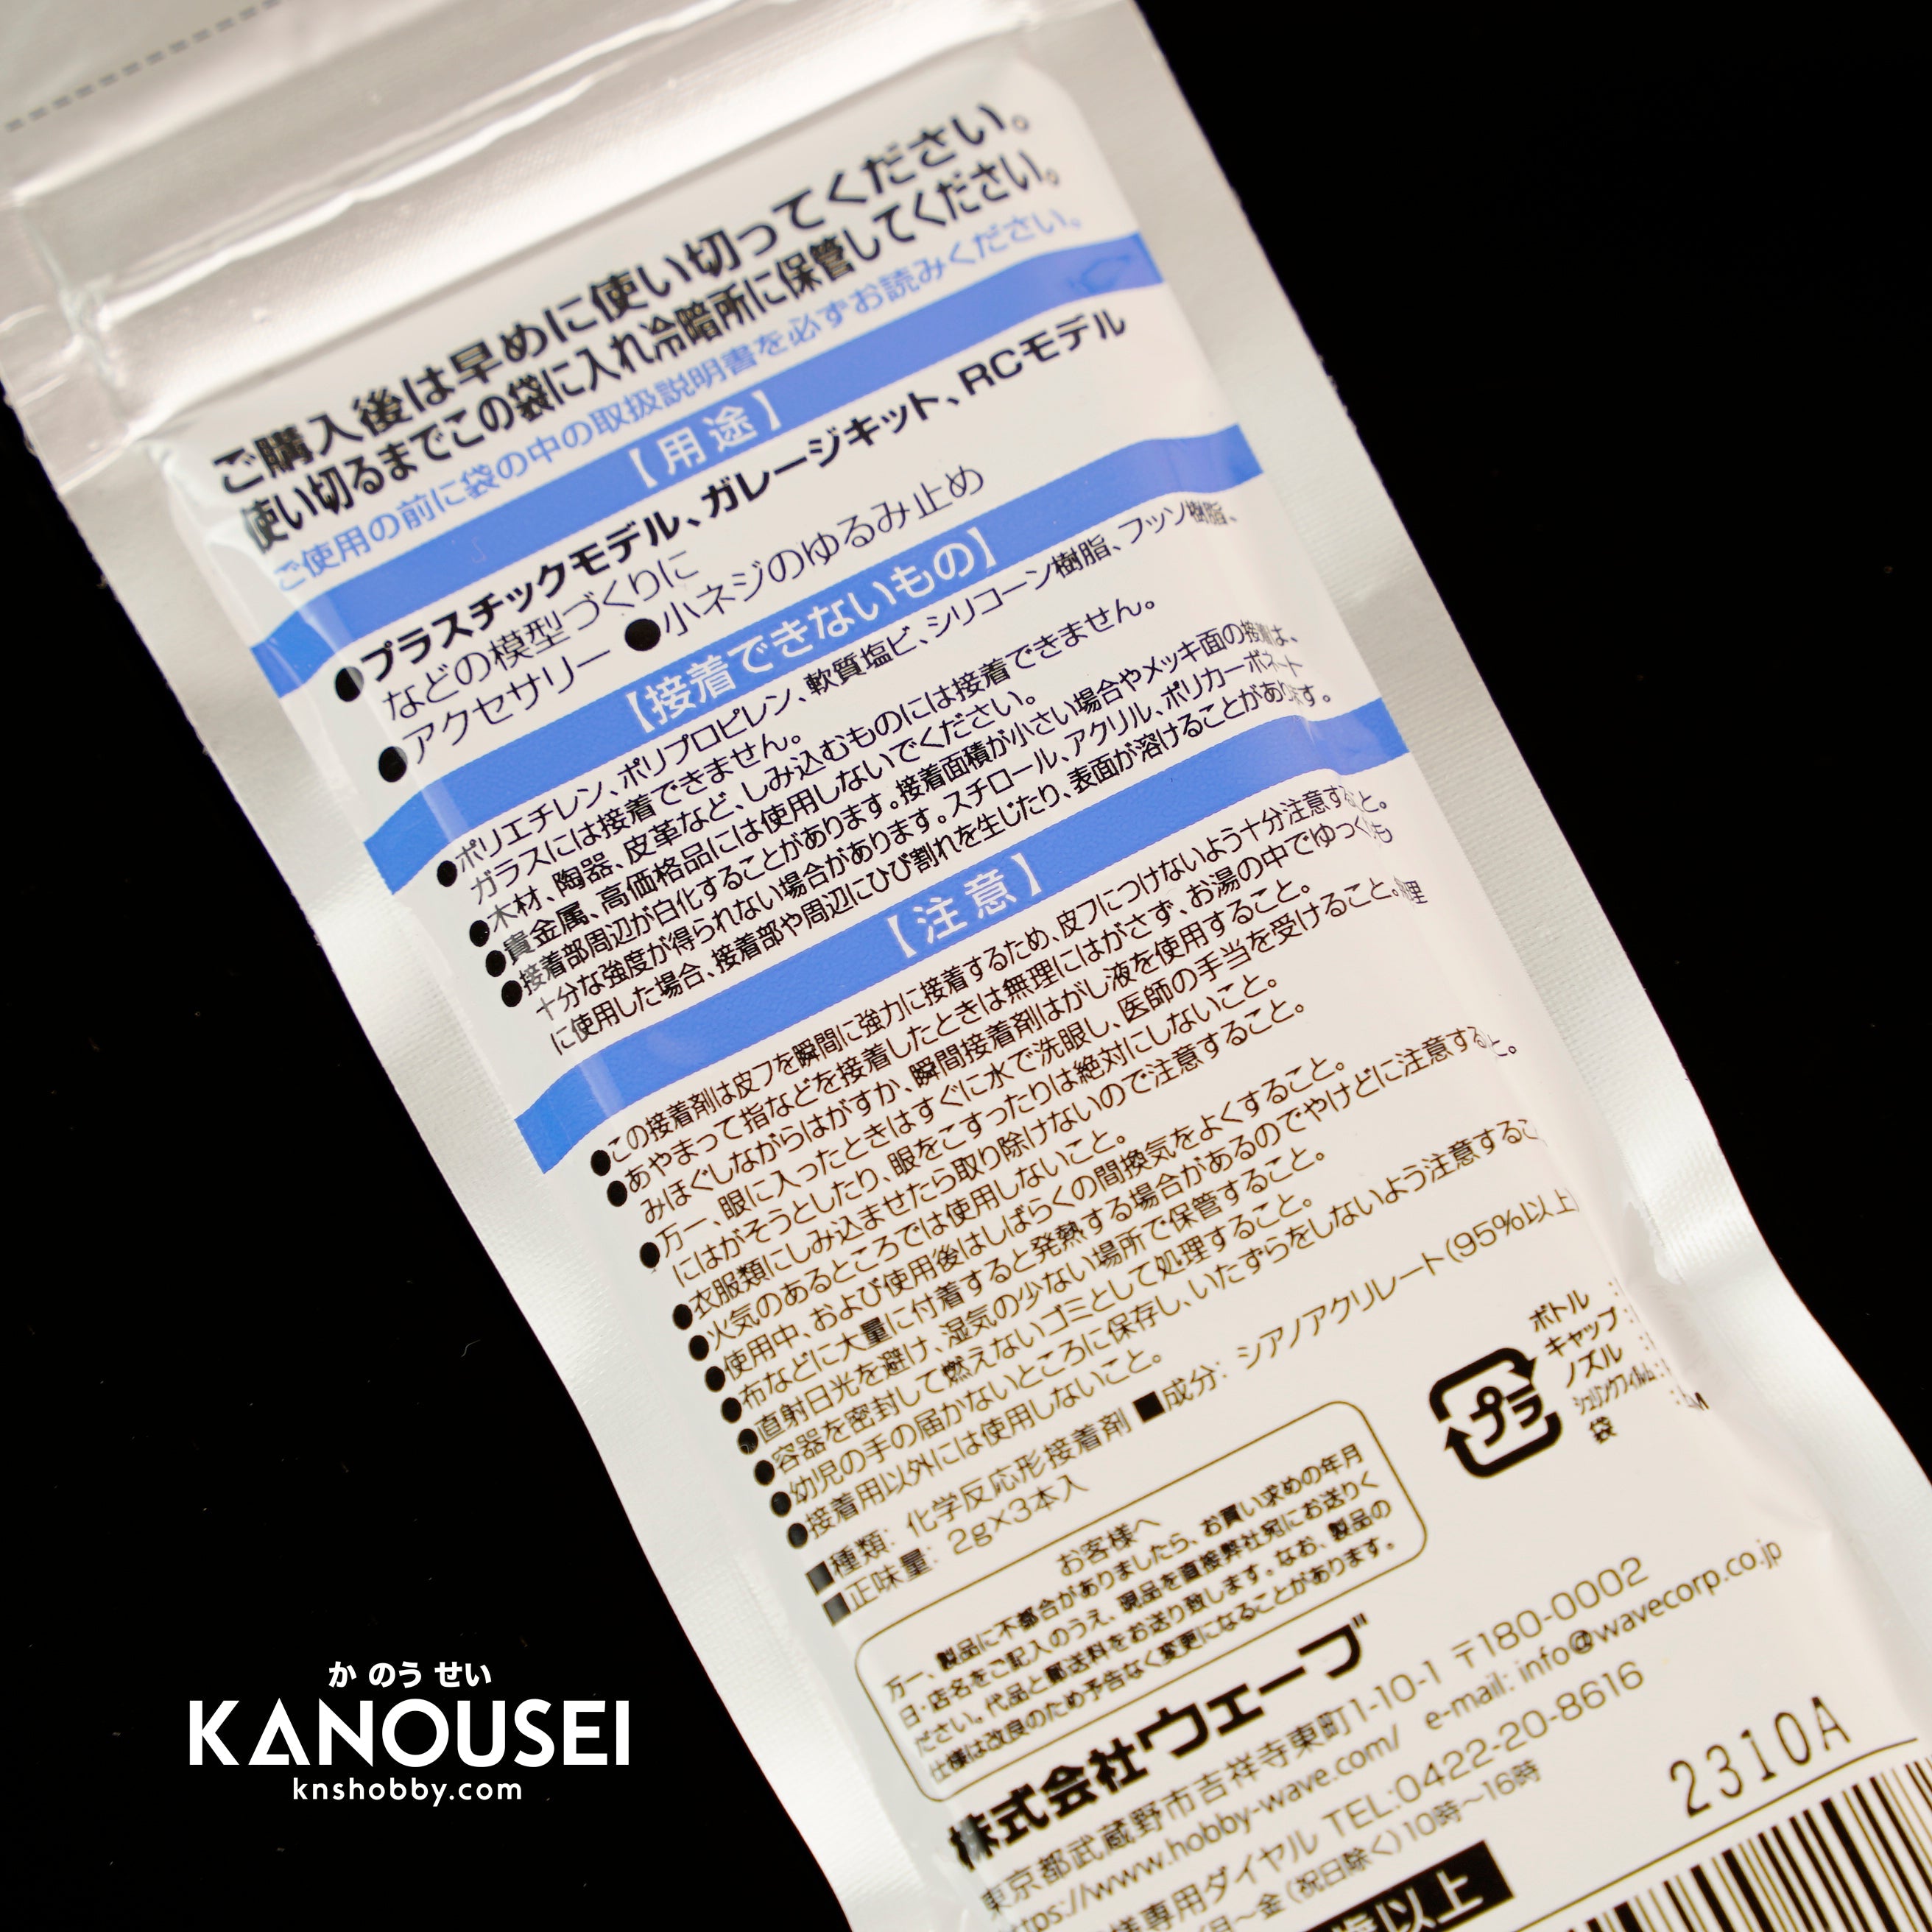 ご購入後は早めに使い切ってください。
使い切るまでこの袋に入れ冷暗所に保管してください。
ご使用の前に袋の中の取扱説明書を必ずお読みください。
【用途】
●プラスチックモデル、ガレージキット、RCモデル
などの模型づくりに
●アクセサリー ●小ネジのゆるみ止め
【接着できないもの】
●ポリエチレン、ポリプロピレン、軟質塩ビ、シリコーン樹脂、フッソ樹脂、
ガラスには接着できません。
●木材、陶器、皮革など、しみ込むものには接着できません。
●貴金属、高価格品には使用しないでください。
●接着部周辺が白化することがあります。接着面積が小さい場合やメッキ面の接着は、
十分な強度が得られない場合があります。スチロール、アクリル、ポリカーボネート
に使用した場合、接着部や周辺にひび割れを生じたり、表面が溶けることがあります。
【注意】
●この接着剤は皮フを瞬間に強力に接着するため、皮フにつけないよう十分注意すること。
●あやまって指などを接着したときは無理にはがさず、お湯の中でゆっくりも
みほぐしながらはがすか、瞬間接着剤はがし液を使用すること。
●万一、眼に入ったときはすぐに水で洗眼し、医師の手当を受けること。無理
にはがそうとしたり、眼をこすったりは絶対にしないこと。
●衣服類にしみ込ませたら取り除けないので注意すること。
●火気のあるところでは使用しないこと。
●使用中、および使用後はしばらくの間換気をよくすること。
●布などに大量に付着すると発熱する場合があるのでやけどに注意すること。
●直射日光を避け、湿気の少ない場所で保管すること。
●容器を密封して燃えないゴミとして処理すること。
●幼児の手の届かないところに保存し、いたずらをしないよう注意するこ
●接着用以外には使用しないこと。
■種類: 化学反応形接着剤 ■成分: シアノアクリレート(95%以上)
■正味量: 2g×3本入
お客様へ
万一、製品に不都合がありましたら、お買い求めの年月
日・店名をご記入のうえ、現品を直接弊社宛にお送りく
ださい。代品と郵送料をお送り致します。なお、製品の
仕様は改良のため予告なく変更になることがあります。
プラ
ボトル :
キャップ :
ノズル :
シュリンクフィルム :
袋 :
株式会社ウェーブ
東京都武蔵野市吉祥寺東町1-10-1 〒180-0002
https://www.hobby-wave.com/ e-mail: info@wavecorp.co.jp
様専用ダイヤル TEL:0422-20-8616
月〜金(祝日除く)10時〜16時
2310A
歳以上
か のう せい
KANOUSEI
knshobby.com